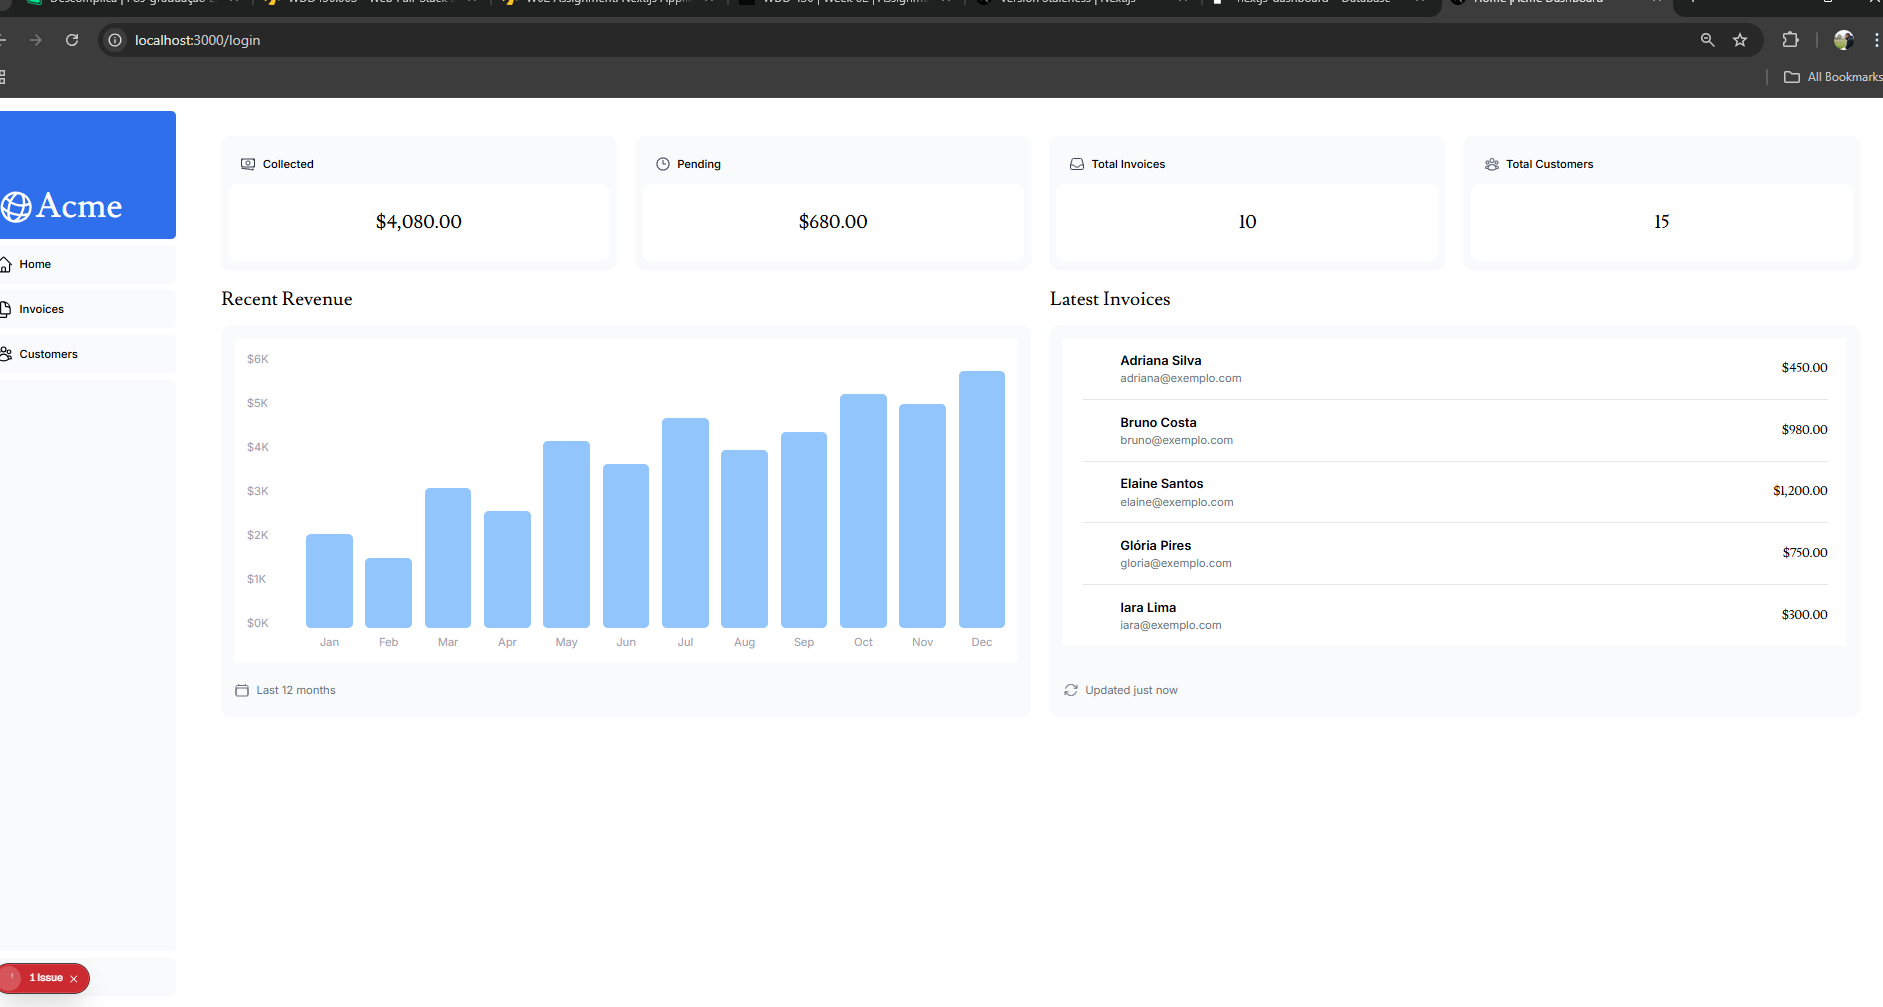 localhost:3000/login
All Bookmarks
Acme
Home
Invoices
Customers
Collected
$4,080.00
Pending
$680.00
Total Invoices
10
Total Customers
15
Recent Revenue
$6K
$5K
$4K
$3K
$2K
$1K
$0K
Jan Feb Mar Apr May Jun Jul Aug Sep Oct Nov Dec
Last 12 months
Latest Invoices
Adriana Silva
adriana@exemplo.com
$450.00
Bruno Costa
bruno@exemplo.com
$980.00
Elaine Santos
elaine@exemplo.com
$1,200.00
Glória Pires
gloria@exemplo.com
$750.00
Iara Lima
iara@exemplo.com
$300.00
Updated just now
1 Issue